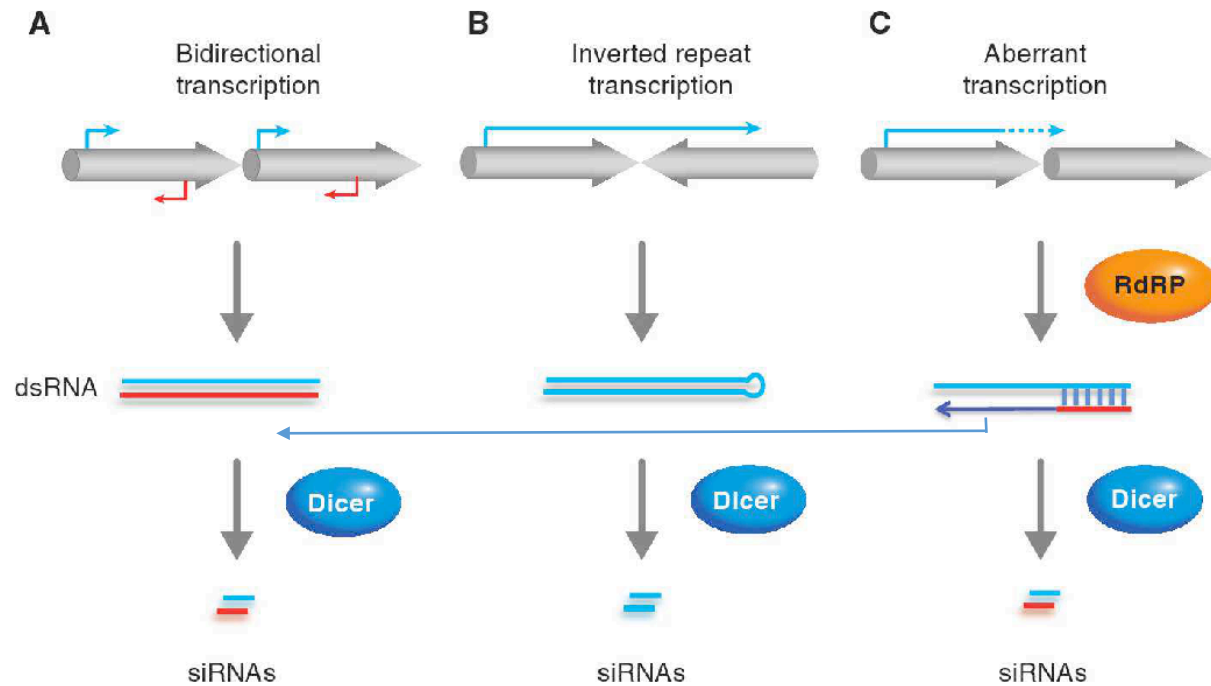 A
B
C
Bidirectional
transcription
Inverted repeat
transcription
Aberrant
transcription
RdRP
dsRNA
Dicer
DIcer
Dicer
siRNAs
siRNAs
siRNAs